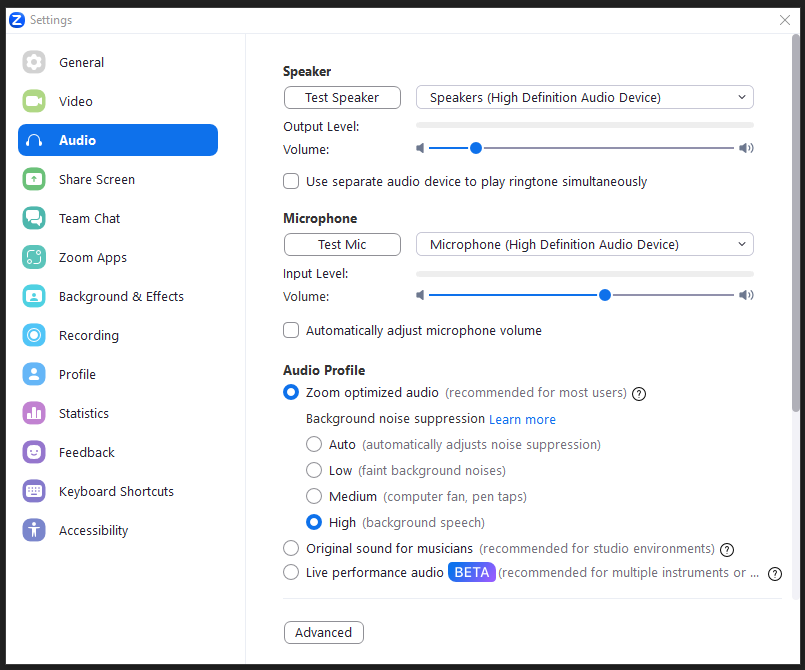 Z Settings
General
Video
Audio
Share Screen
Team Chat
Zoom Apps
Background & Effects
Recording
Profile
Statistics
Feedback
Keyboard Shortcuts
Accessibility
Speaker
Test Speaker Speakers (High Definition Audio Device)
Output Level:
Volume:
Use separate audio device to play ringtone simultaneously
Microphone
Test Mic Microphone (High Definition Audio Device)
Input Level:
Volume:
Automatically adjust microphone volume
Audio Profile
Zoom optimized audio (recommended for most users) ?
Background noise suppression Learn more
Auto (automatically adjusts noise suppression)
Low (faint background noises)
Medium (computer fan, pen taps)
High (background speech)
Original sound for musicians (recommended for studio environments) ?
Live performance audio BETA (recommended for multiple instruments or ... ?
Advanced